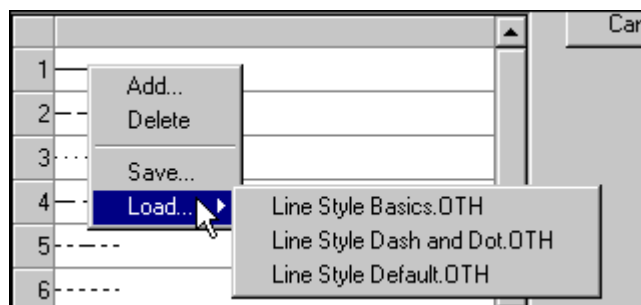 Car
1
Add...
2
Delete
3
Save...
4
Load...
Line Style Basics.OTH
5
Line Style Dash and Dot.OTH
6
Line Style Default.OTH